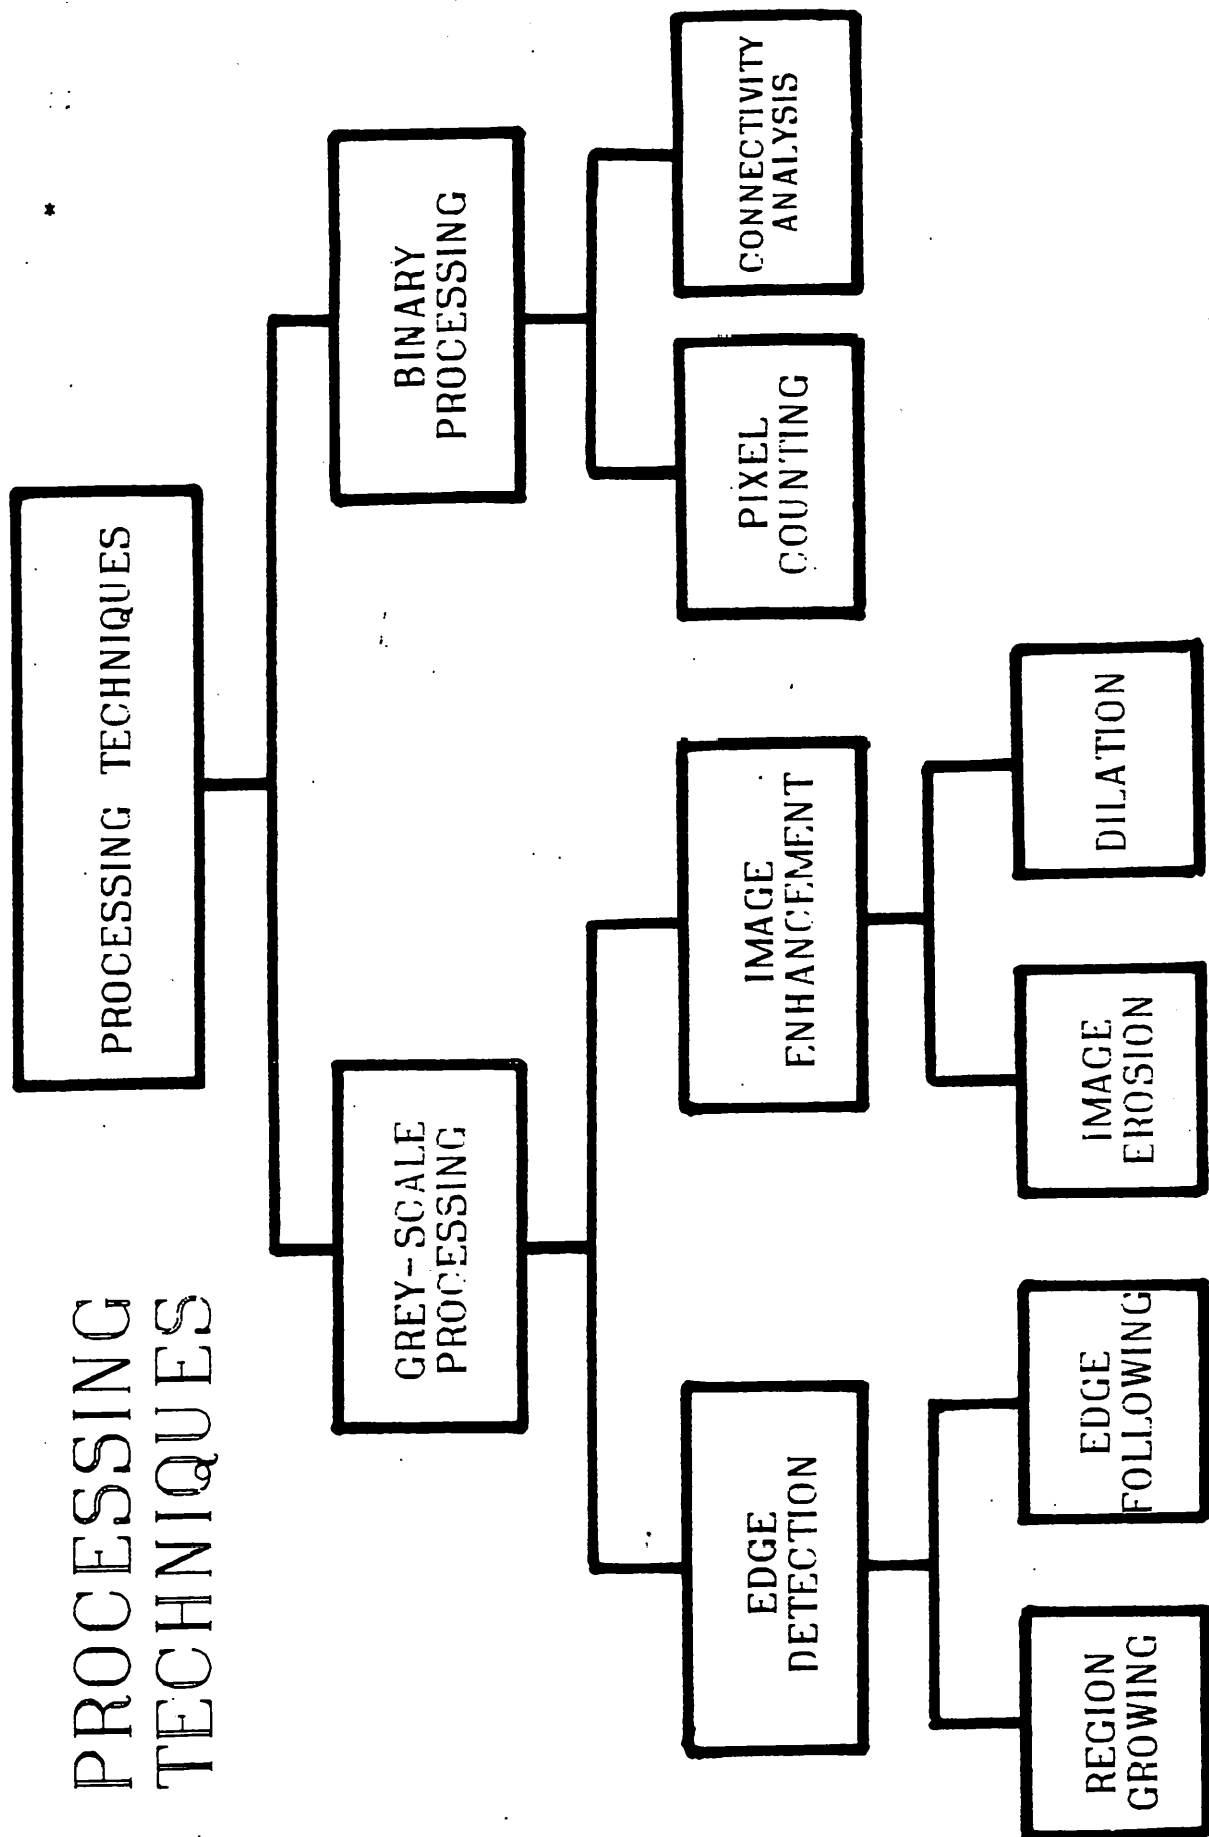 PROCESSING
TECHNIQUES
PROCESSING TECHNIQUES
GREY-SCALE
PROCESSING
BINARY
PROCESSING
EDGE
DETECTION
IMAGE
ENHANCEMENT
PIXEL
COUNTING
CONNECTIVITY
ANALYSIS
REGION
GROWING
EDGE
FOLLOWING
IMAGE
EROSION
DILATION